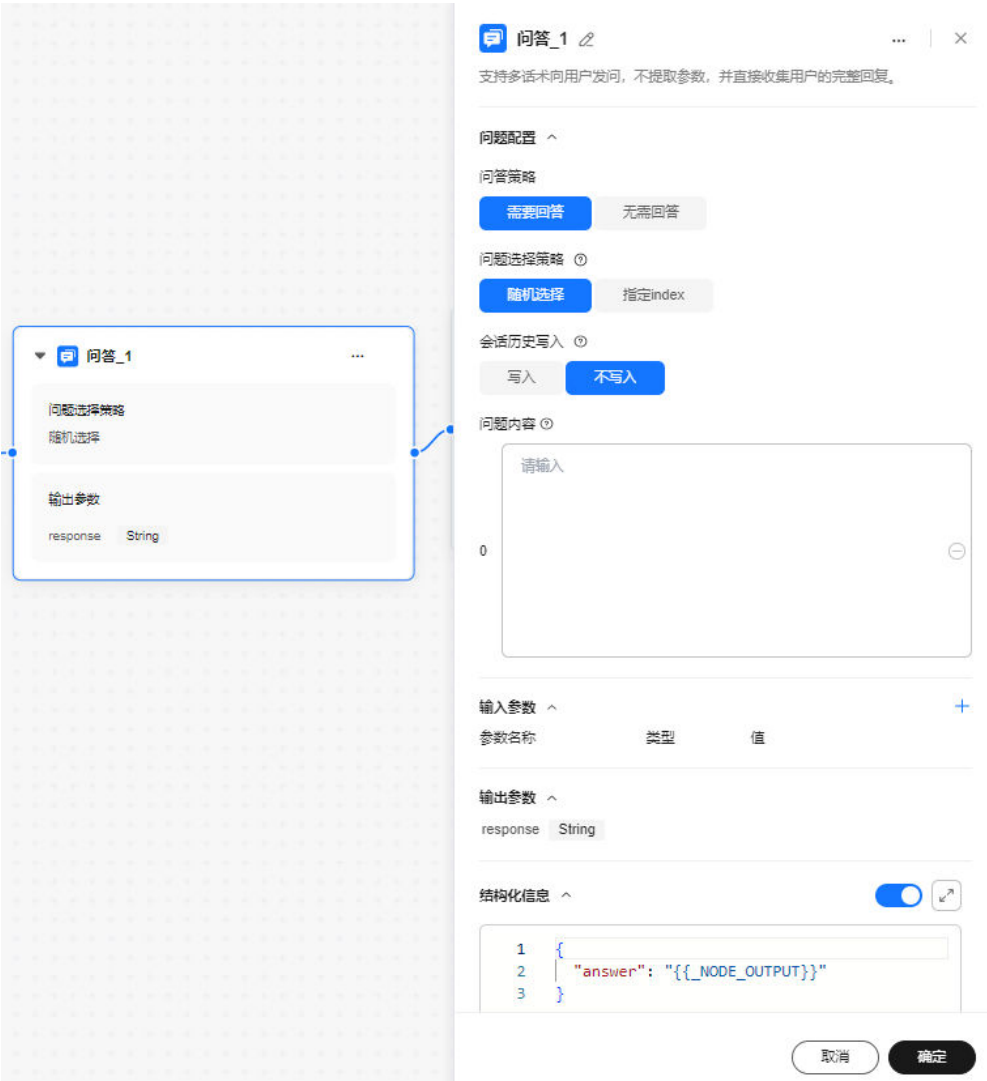 问答_1
...
支持多话术向用户发问，不提取参数，并直接收集用户的完整回复。
问题配置
问答策略
需要回答 无需回答
问题选择策略
随机选择 指定index
会话历史写入
写入 不写入
问题内容
请输入
0
输入参数
参数名称 类型 值
输出参数
response String
结构化信息
1 {
2 "answer": "{{_NODE_OUTPUT}}"
3 }
取消 确定
问答_1
...
问题选择策略
随机选择
输出参数
response String